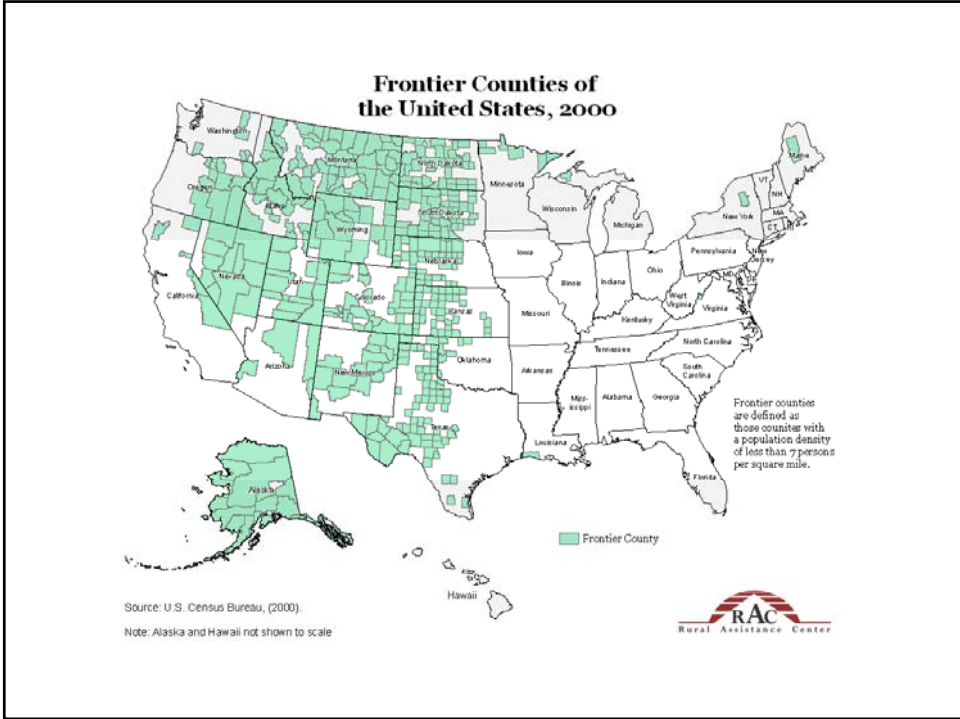 Frontier Counties of
the United States, 2000
Washington
Montana
North Dakota
Minnesota
Maine
VT
NH
Oregon
Idaho
South Dakota
Wisconsin
Michigan
New York
MA
CT
Wyoming
Iowa
Pennsylvania
New
Jersey
Nebraska
Nevada
Utah
Colorado
Illinois
Indiana
Ohio
MD
DE
West
Virginia
Virginia
California
Kansas
Missouri
Kentucky
North Carolina
Tennessee
Arizona
New Mexico
Oklahoma
Arkansas
South
Carolina
Miss-
issippi
Alabama
Georgia
Texas
Louisiana
Florida
Frontier counties
are defined as
those counites with
a population density
of less than 7 persons
per square mile.
Alaska
Frontier County
Hawaii
Source: U.S. Census Bureau, (2000).
Note: Alaska and Hawaii not shown to scale
RAC
Rural Assistance Center